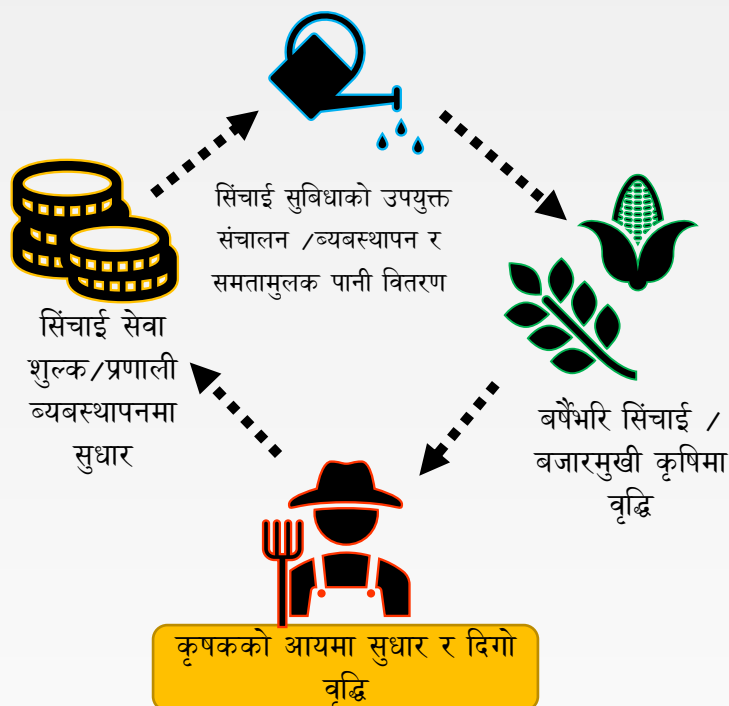 सिंचाई सुबिधाको उपयुक्त
संचालन /ब्यबस्थापन र
समतामुलक पानी वितरण
सिंचाई सेवा
शुल्क/प्रणाली
ब्यबस्थापनमा
सुधार
बर्षैभरि सिंचाई /
बजारमुखी कृषिमा
वृद्धि
कृषकको आयमा सुधार र दिगो
वृद्धि